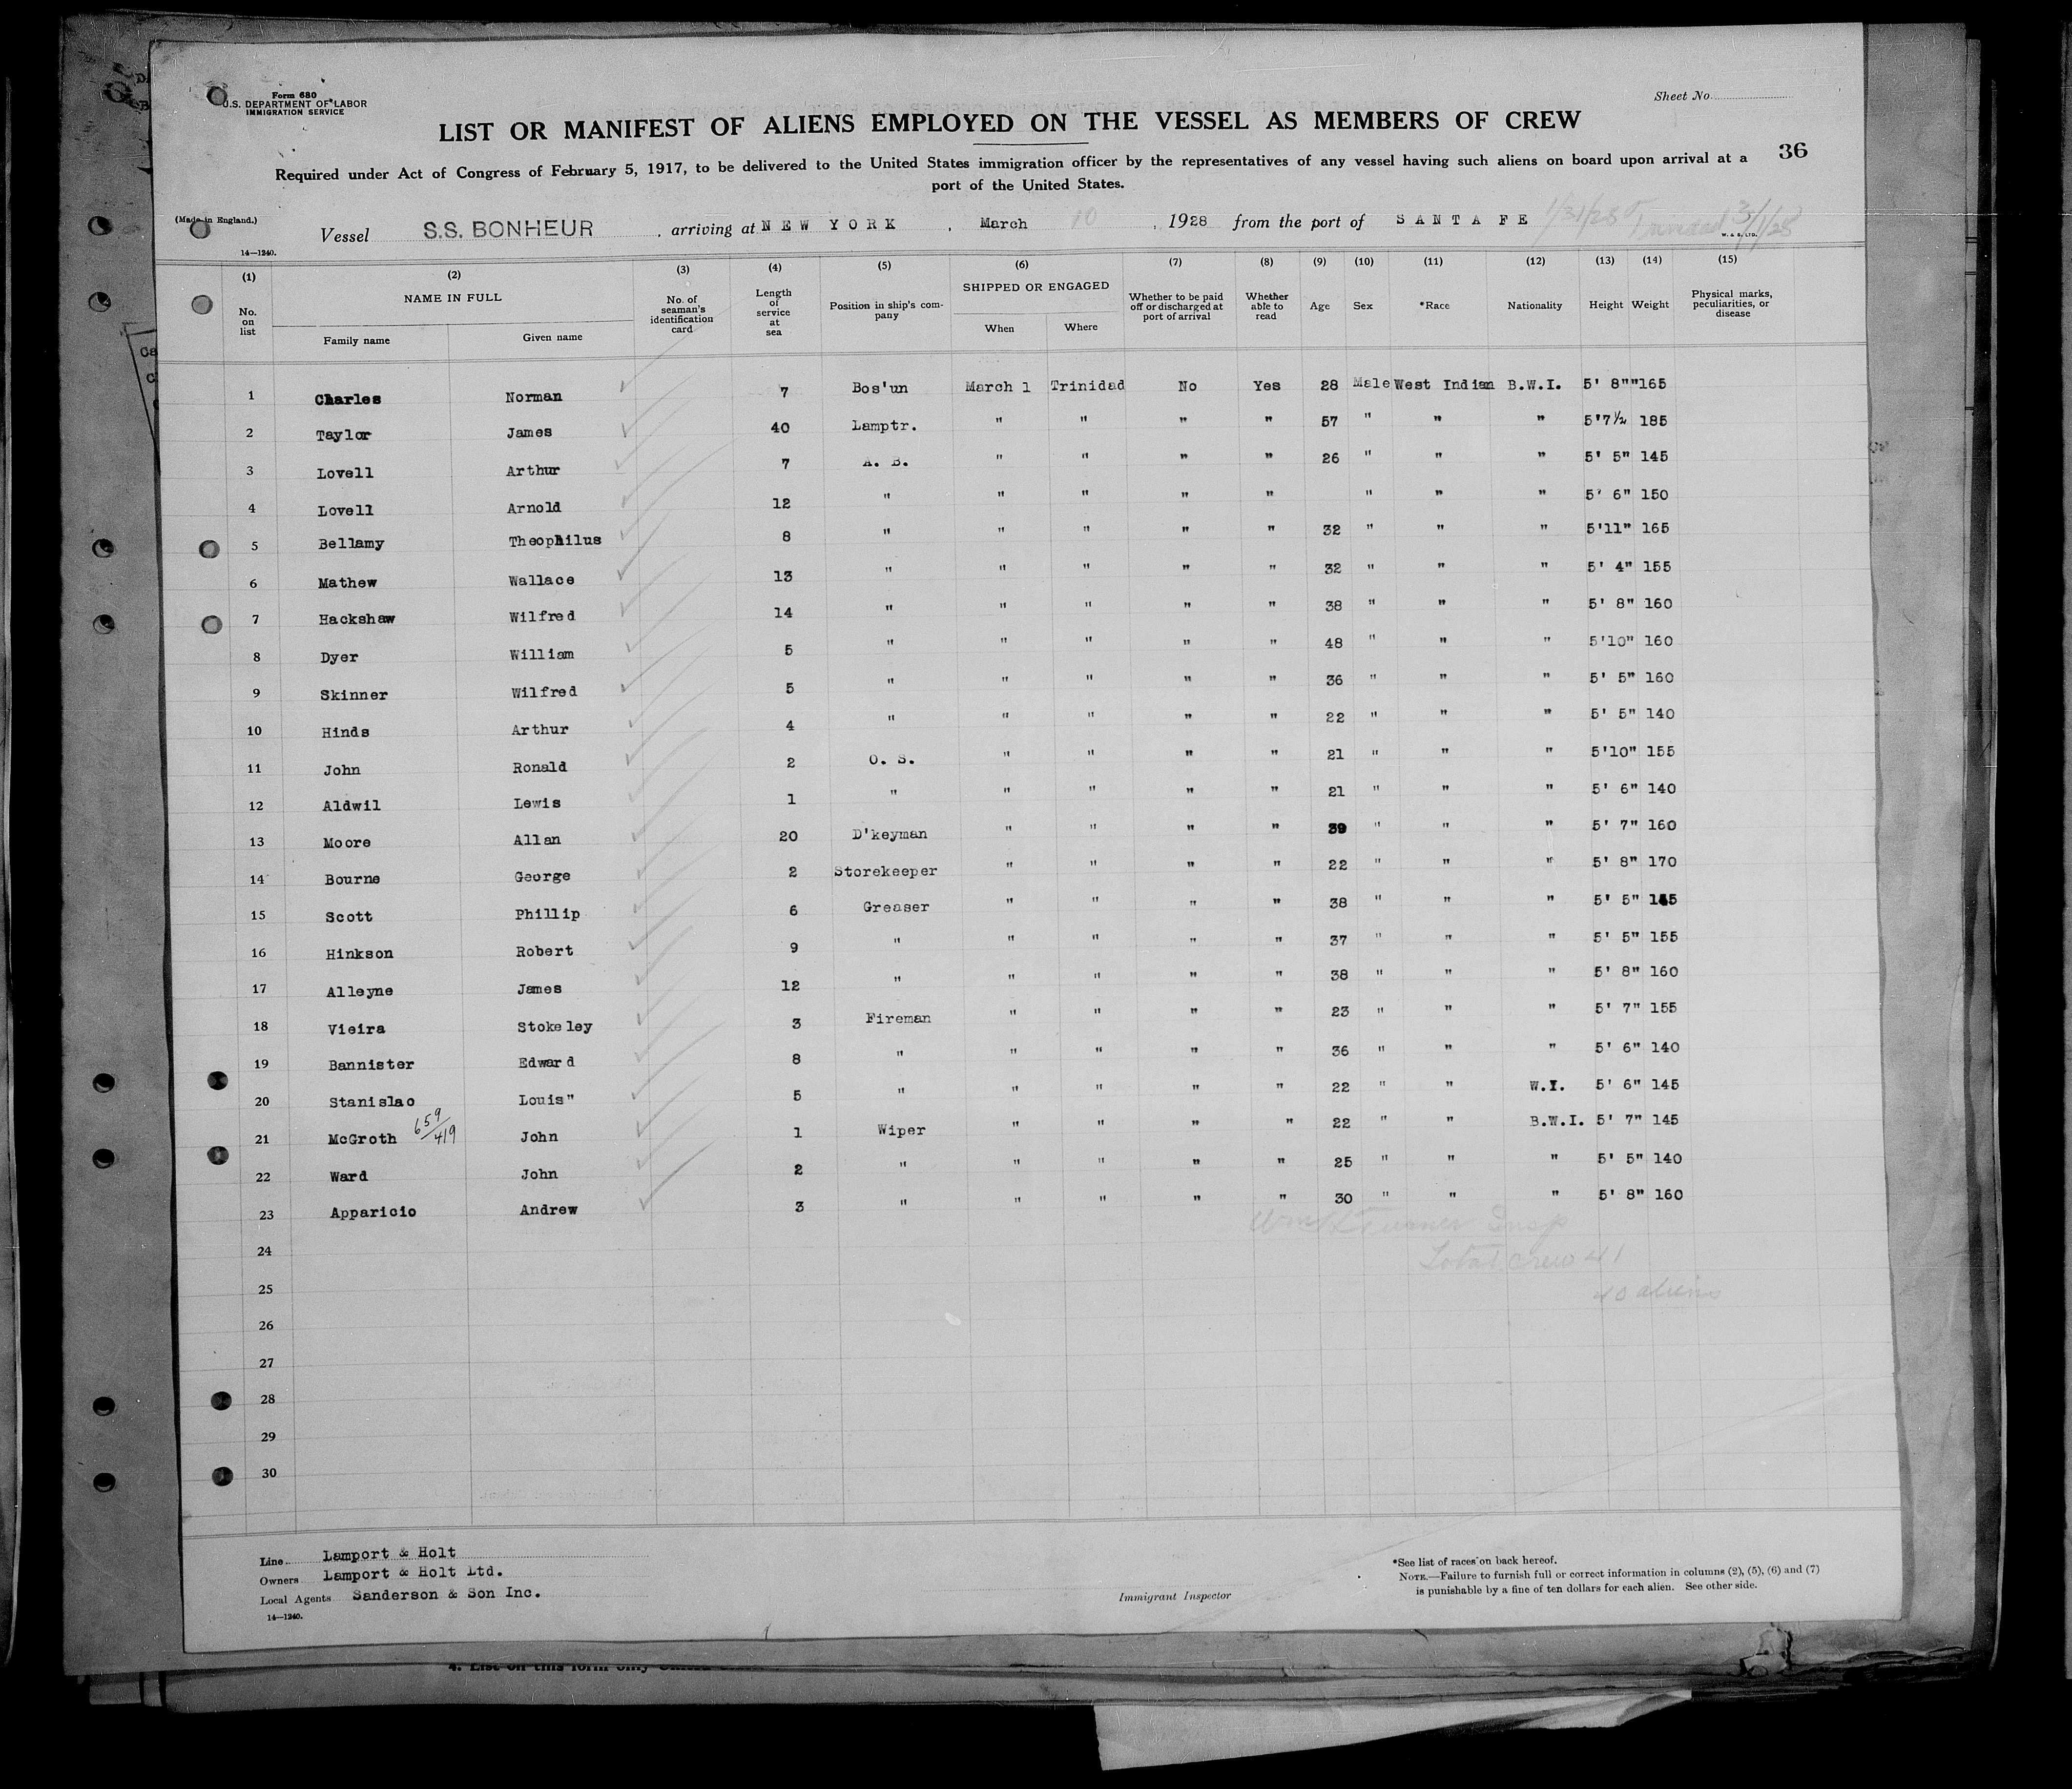 Form 680
U.S. DEPARTMENT OF LABOR
IMMIGRATION SERVICE
Sheet No.
LIST OR MANIFEST OF ALIENS EMPLOYED ON THE VESSEL AS MEMBERS OF CREW
36
Required under Act of Congress of February 5, 1917, to be delivered to the United States immigration officer by the representatives of any vessel having such aliens on board upon arrival at a
port of the United States.
(Made in England.)
Vessel S.S. BONHEUR, arriving at NEW YORK, March 10, 1928 from the port of SANTA FE 1/31/28 Trinidad 3/1/28
W. & S. LTD.
14—1240.
(1) (2) (3) (4) (5) (6) (7) (8) (9) (10) (11) (12) (13) (14) (15)
No. on list NAME IN FULL Family name Given name No. of seaman's identification card Length of service at sea Position in ship's company SHIPPED OR ENGAGED When Where Whether to be paid off or discharged at port of arrival Whether able to read Age Sex *Race Nationality Height Weight Physical marks, peculiarities, or disease
1 Charles Norman 7 Bos'un March 1 Trinidad No Yes 28 Male West Indian B.W.I. 5' 8"" 165
2 Taylor James 40 Lamptr. " " " " 57 " " " 5'7½ 185
3 Lovell Arthur 7 A. B. " " " " 26 " " " 5' 5" 145
4 Lovell Arnold 12 " " " " " " " " 5' 6" 150
5 Bellamy Theophilus 8 " " " " " 32 " " " 5'11" 165
6 Mathew Wallace 13 " " " " " 32 " " " 5' 4" 155
7 Hackshaw Wilfred 14 " " " " " 38 " " " 5' 8" 160
8 Dyer William 5 " " " " " 48 " " " 5'10" 160
9 Skinner Wilfred 5 " " " " " 36 " " " 5' 5" 160
10 Hinds Arthur 4 " " " " " 22 " " " 5' 5" 140
11 John Ronald 2 O. S. " " " " 21 " " " 5'10" 155
12 Aldwil Lewis 1 " " " " " 21 " " " 5' 6" 140
13 Moore Allan 20 D'keyman " " " " 39 " " " 5' 7" 160
14 Bourne George 2 Storekeeper " " " " 22 " " " 5' 8" 170
15 Scott Phillip 6 Greaser " " " " 38 " " " 5' 5"
16 Hinkson Robert 9 " " " " " 37 " " " 5' 5" 155
17 Alleyne James 12 " " " " " 38 " " " 5' 8" 160
18 Vieira Stokeley 3 Fireman " " " " 23 " " " 5' 7" 155
19 Bannister Edward 8 " " " " " 36 " " " 5' 6" 140
20 Stanislao Louis" 5 " " " " " 22 " " W.I. 5' 6" 145
21 McGroth 659/419 John 1 Wiper " " " " 22 " " B.W.I. 5' 7" 145
22 Ward John 2 " " " " " 25 " " " 5' 5" 140
23 Apparicio Andrew 3 " " " " " 30 " " " 5' 8" 160
24
Total crew 41
25
40 aliens
26
27
28
29
30
Line Lamport & Holt
Owners Lamport & Holt Ltd.
Local Agents Sanderson & Son Inc.
14—1240.
Immigrant Inspector
*See list of races on back hereof.
NOTE.—Failure to furnish full or correct information in columns (2), (5), (6) and (7)
is punishable by a fine of ten dollars for each alien. See other side.